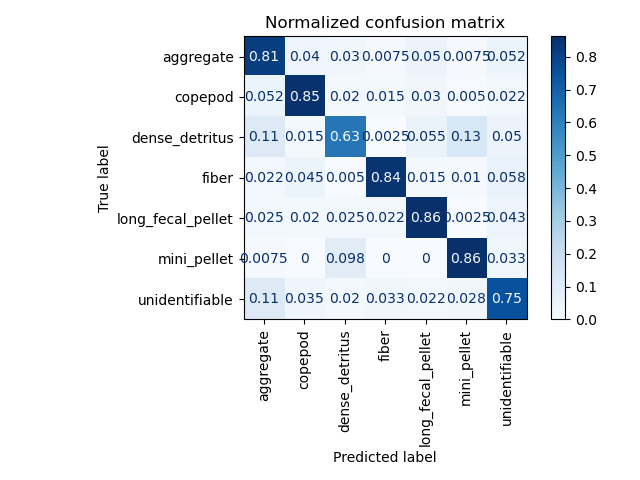 Normalized confusion matrix
True label
aggregate 0.81 0.04 0.03 0.0075 0.05 0.0075 0.052
copepod 0.052 0.85 0.02 0.015 0.03 0.005 0.022
dense_detritus 0.11 0.015 0.63 0.0025 0.055 0.13 0.05
fiber 0.022 0.045 0.005 0.84 0.015 0.01 0.058
long_fecal_pellet 0.025 0.02 0.025 0.022 0.86 0.0025 0.043
mini_pellet 0.0075 0 0.098 0 0 0.86 0.033
unidentifiable 0.11 0.035 0.02 0.033 0.022 0.028 0.75
aggregate
copepod
dense_detritus
fiber
long_fecal_pellet
mini_pellet
unidentifiable
Predicted label
0.8
0.7
0.6
0.5
0.4
0.3
0.2
0.1
0.0